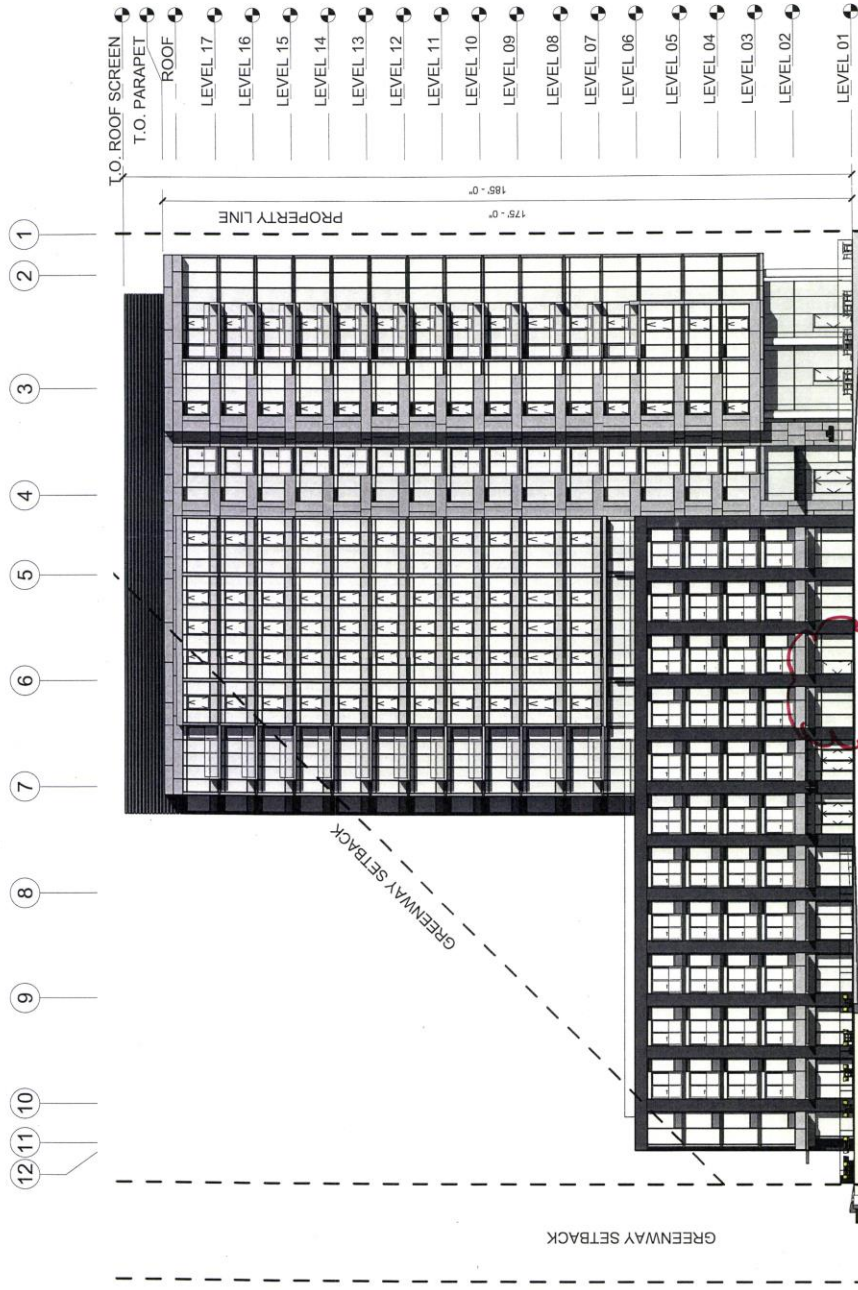 T.O. ROOF SCREEN
T.O. PARAPET
ROOF
LEVEL 17
LEVEL 16
LEVEL 15
LEVEL 14
LEVEL 13
LEVEL 12
LEVEL 11
LEVEL 10
LEVEL 09
LEVEL 08
LEVEL 07
LEVEL 06
LEVEL 05
LEVEL 04
LEVEL 03
LEVEL 02
LEVEL 01
185' - 0"
175' - 0"
PROPERTY LINE
1
2
3
4
5
6
7
8
9
10
11
12
GREENWAY SETBACK
GREENWAY SETBACK